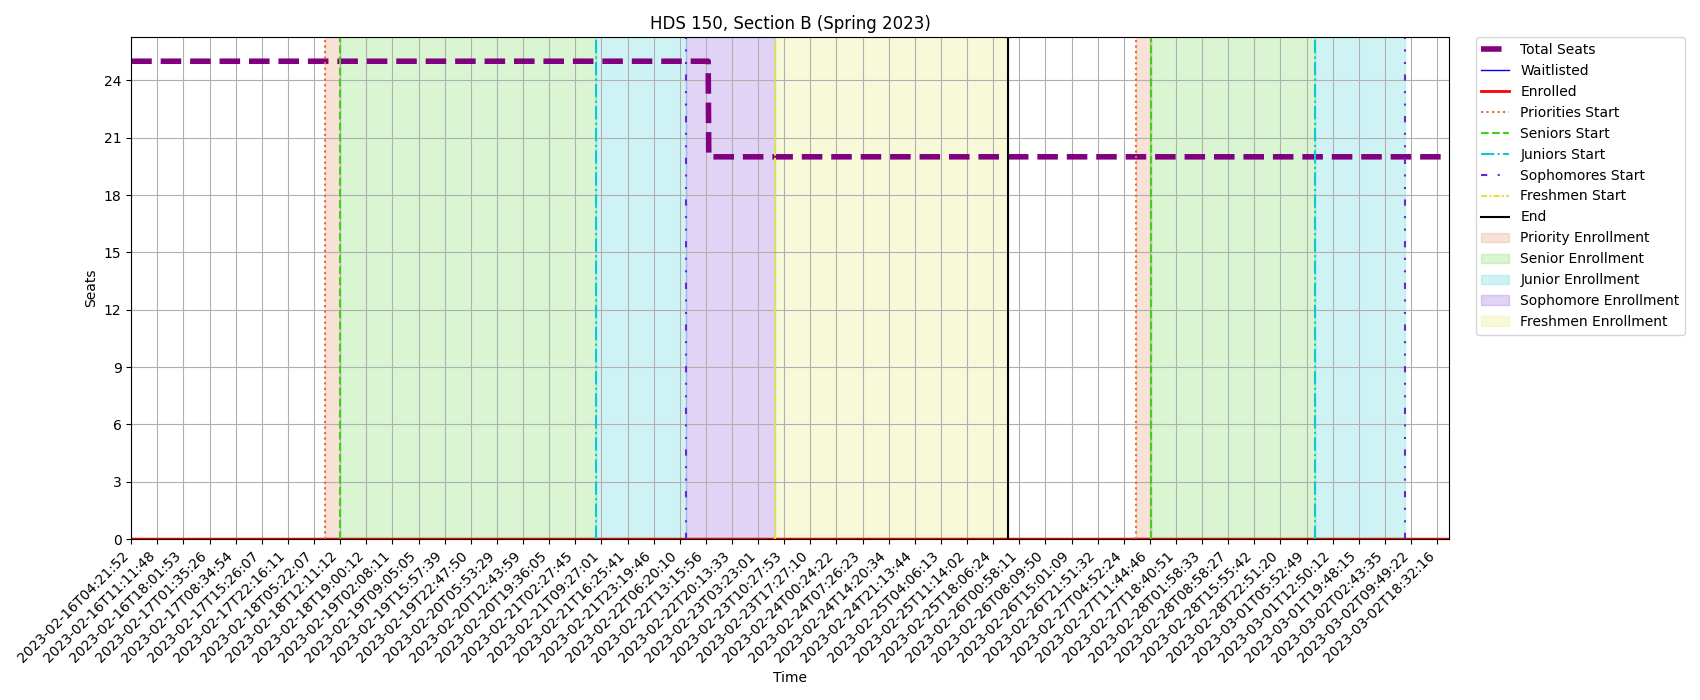 HDS 150, Section B (Spring 2023)
Seats
24
21
18
15
12
9
6
3
0
2023-02-16T04:21:52
2023-02-16T11:11:48
2023-02-16T18:01:53
2023-02-17T01:35:26
2023-02-17T08:34:54
2023-02-17T15:26:07
2023-02-17T22:16:11
2023-02-18T05:22:07
2023-02-18T12:11:12
2023-02-18T19:00:12
2023-02-19T02:08:11
2023-02-19T09:05:05
2023-02-19T15:57:39
2023-02-19T22:47:50
2023-02-20T05:53:29
2023-02-20T12:43:59
2023-02-20T19:36:05
2023-02-21T02:27:45
2023-02-21T09:27:01
2023-02-21T16:25:41
2023-02-21T23:19:46
2023-02-22T06:20:10
2023-02-22T13:15:56
2023-02-22T20:13:33
2023-02-23T03:23:01
2023-02-23T10:27:53
2023-02-23T17:27:10
2023-02-24T00:24:22
2023-02-24T07:26:23
2023-02-24T14:20:34
2023-02-24T21:13:44
2023-02-25T04:06:13
2023-02-25T11:14:02
2023-02-25T18:06:24
2023-02-26T00:58:11
2023-02-26T08:09:50
2023-02-26T15:01:09
2023-02-26T21:51:32
2023-02-27T04:52:24
2023-02-27T11:44:46
2023-02-27T18:40:51
2023-02-28T01:58:33
2023-02-28T08:58:27
2023-02-28T15:55:42
2023-02-28T22:51:20
2023-03-01T05:52:49
2023-03-01T12:50:12
2023-03-01T19:48:15
2023-03-02T02:43:35
2023-03-02T09:49:22
2023-03-02T18:32:16
Time
Total Seats
Waitlisted
Enrolled
Priorities Start
Seniors Start
Juniors Start
Sophomores Start
Freshmen Start
End
Priority Enrollment
Senior Enrollment
Junior Enrollment
Sophomore Enrollment
Freshmen Enrollment